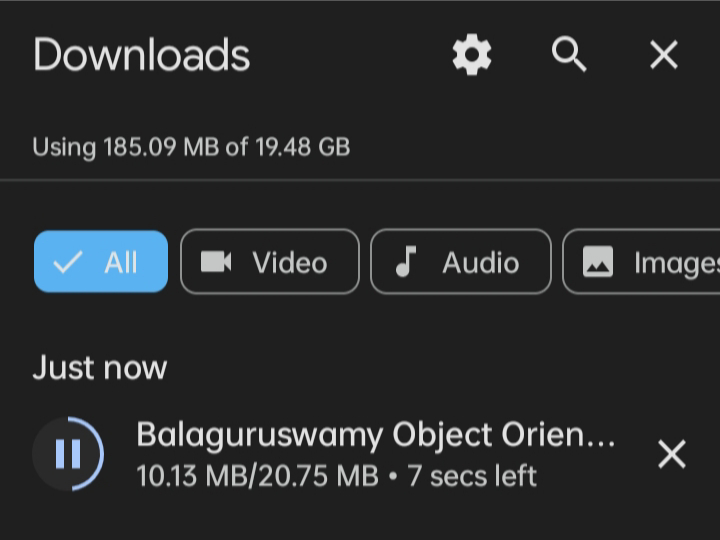 Downloads
Using 185.09 MB of 19.48 GB
All Video Audio Images
Just now
Balaguruswamy Object Orien...
10.13 MB/20.75 MB • 7 secs left